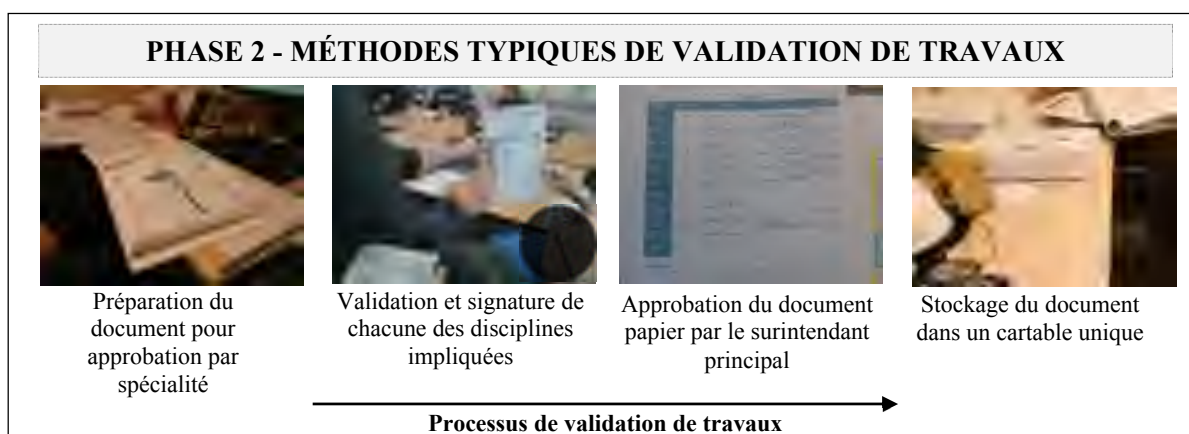 PHASE 2 - MÉTHODES TYPIQUES DE VALIDATION DE TRAVAUX
Préparation du
document pour
approbation par
spécialité
Validation et signature de
chacune des disciplines
impliquées
Approbation du document
papier par le surintendant
principal
Stockage du document
dans un cartable unique
Processus de validation de travaux